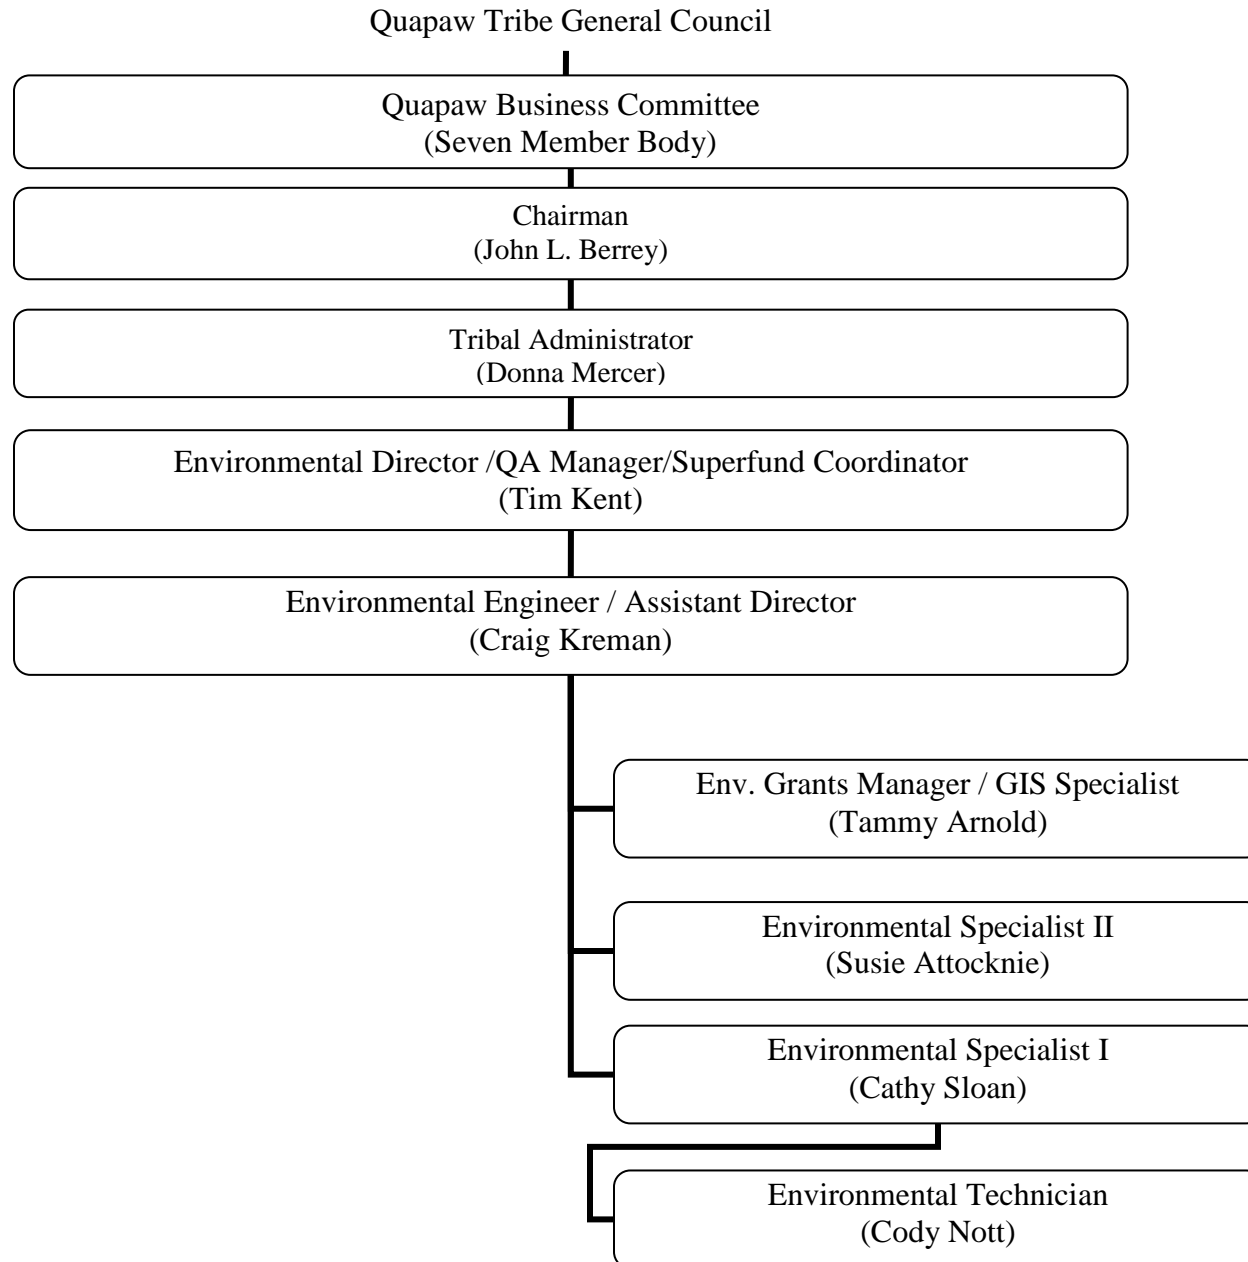 Quapaw Tribe General Council
Quapaw Business Committee
(Seven Member Body)
Chairman
(John L. Berrey)
Tribal Administrator
(Donna Mercer)
Environmental Director /QA Manager/Superfund Coordinator
(Tim Kent)
Environmental Engineer / Assistant Director
(Craig Kreman)
Env. Grants Manager / GIS Specialist
(Tammy Arnold)
Environmental Specialist II
(Susie Attocknie)
Environmental Specialist I
(Cathy Sloan)
Environmental Technician
(Cody Nott)